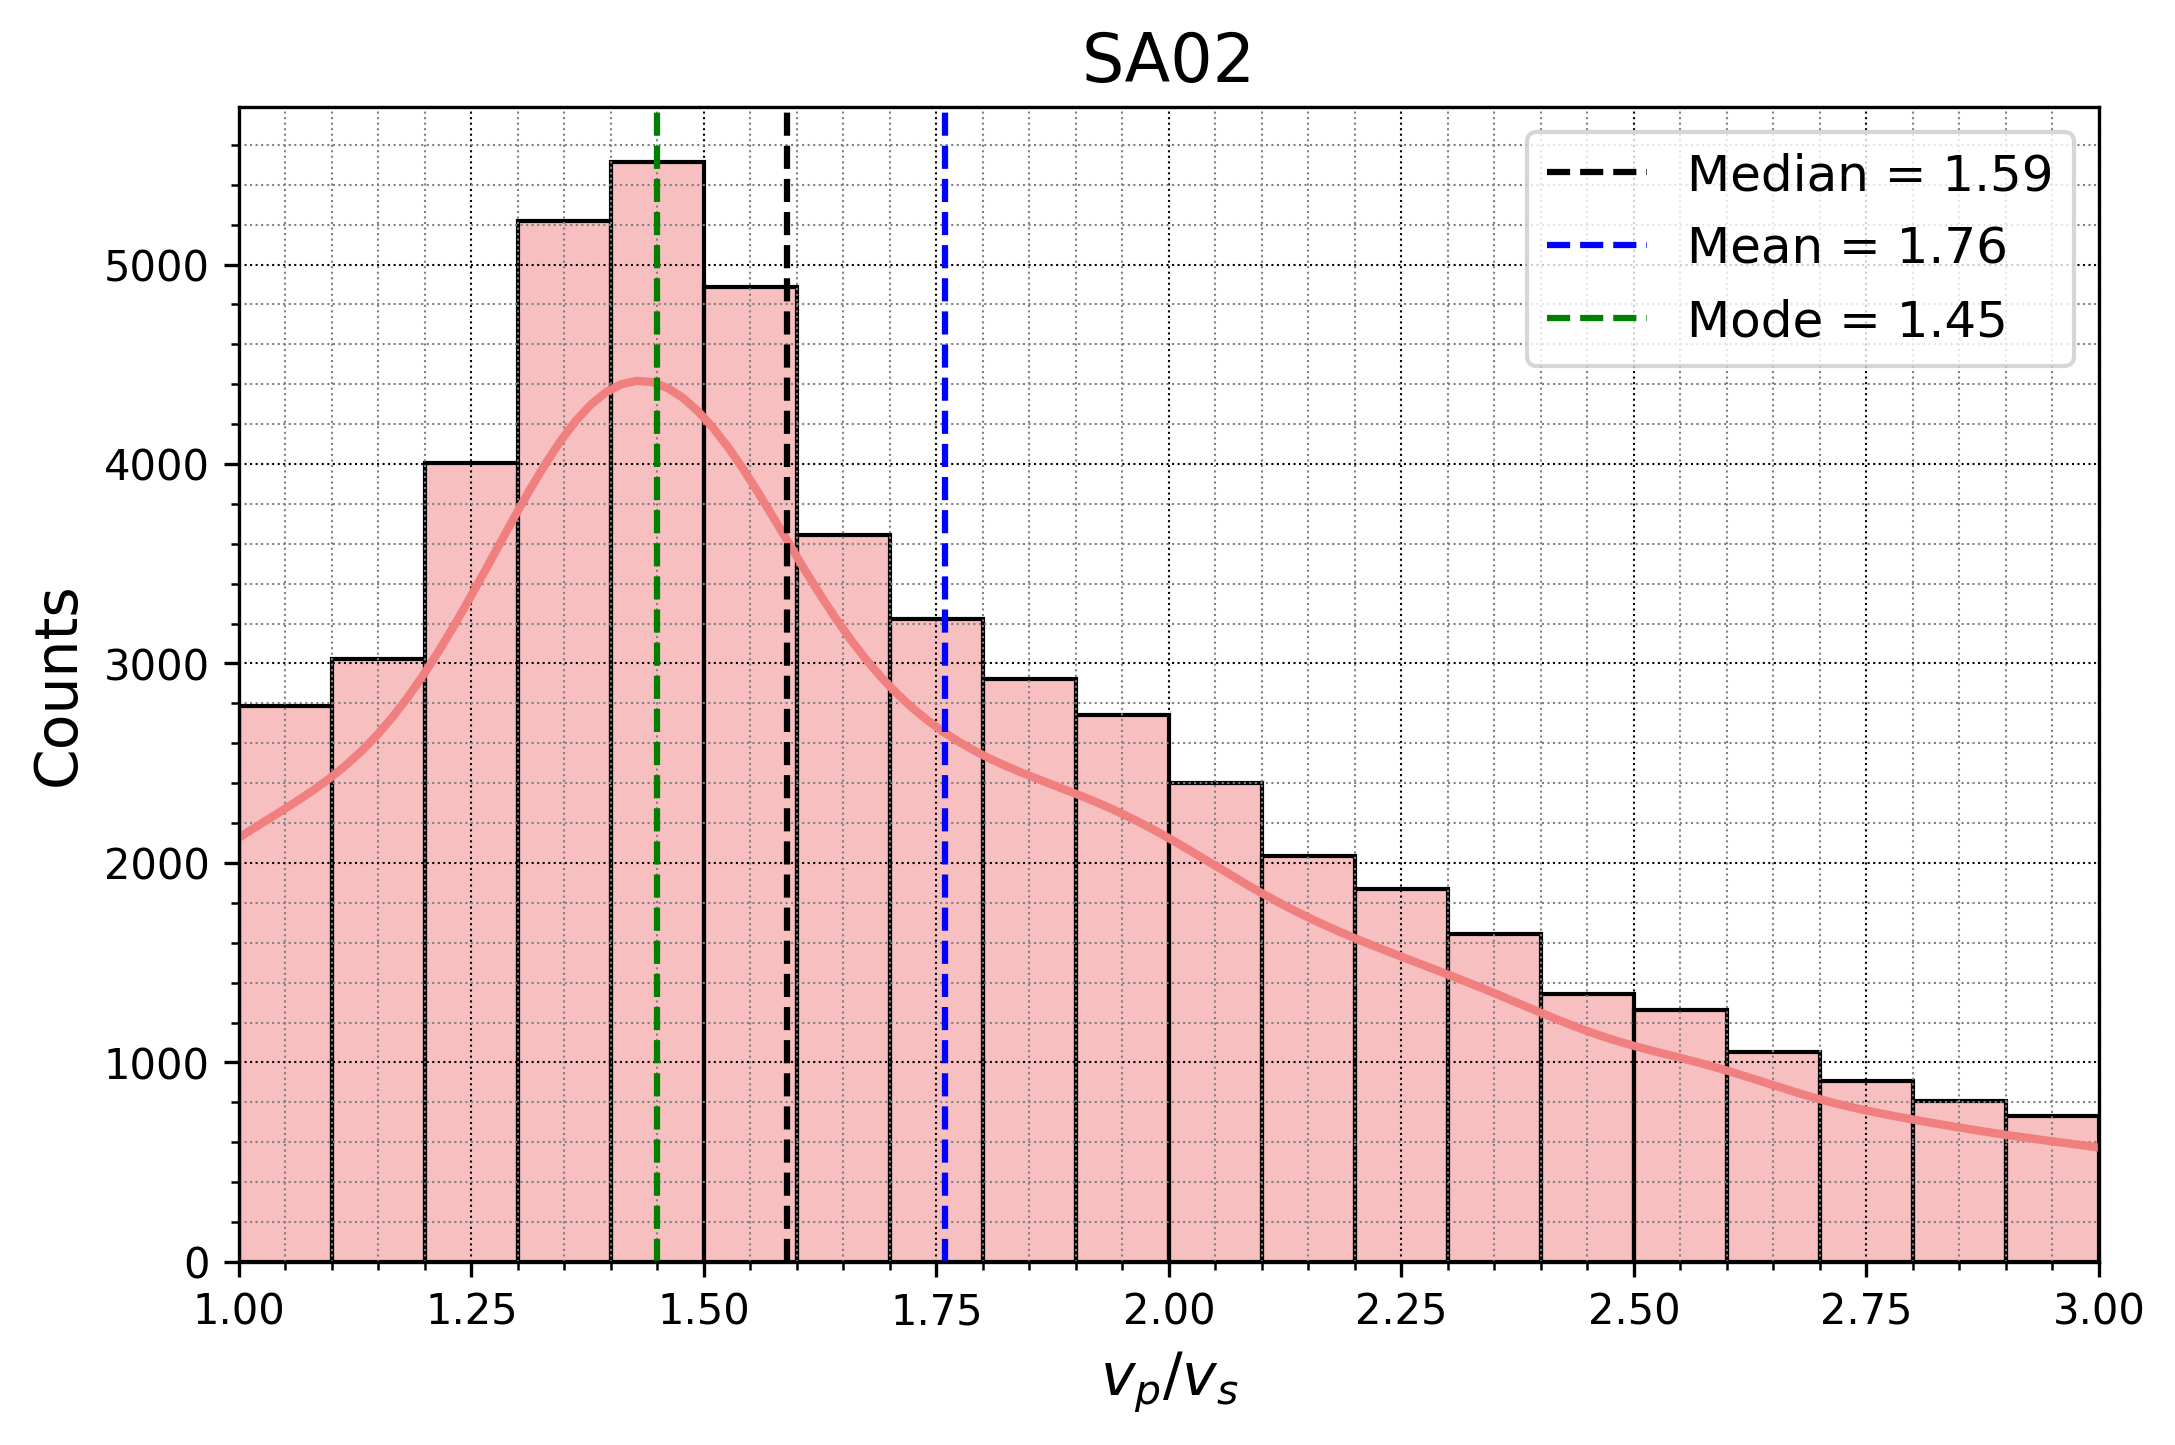 SA02
Median = 1.59
Mean = 1.76
Mode = 1.45
Counts
5000
4000
3000
2000
1000
0
1.00 1.25 1.50 1.75 2.00 2.25 2.50 2.75 3.00
vp/vs